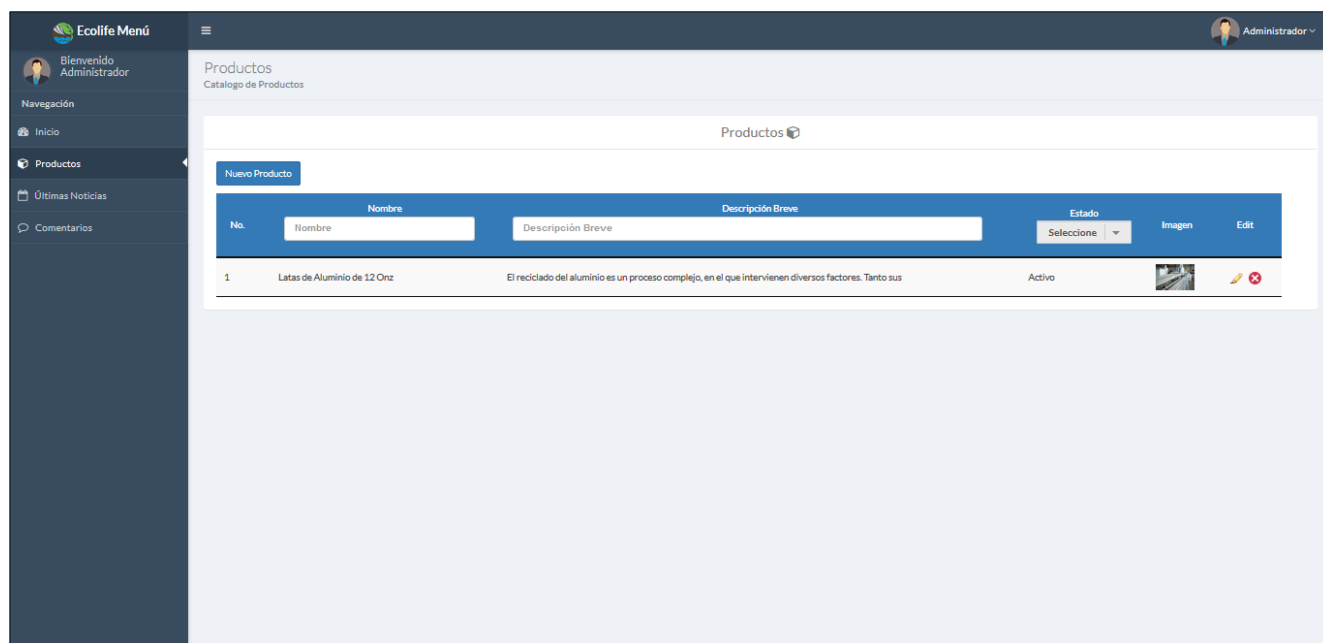 Ecolife Menú
Administrador
Bienvenido
Administrador
Navegación
Inicio
Productos
Últimas Noticias
Comentarios
Productos
Catalogo de Productos
Productos
Nuevo Producto
No.
Nombre
Nombre
Descripción Breve
Descripción Breve
Estado
Seleccione
Imagen
Edit
1 Latas de Aluminio de 12 Onz El reciclado del aluminio es un proceso complejo, en el que intervienen diversos factores. Tanto sus Activo